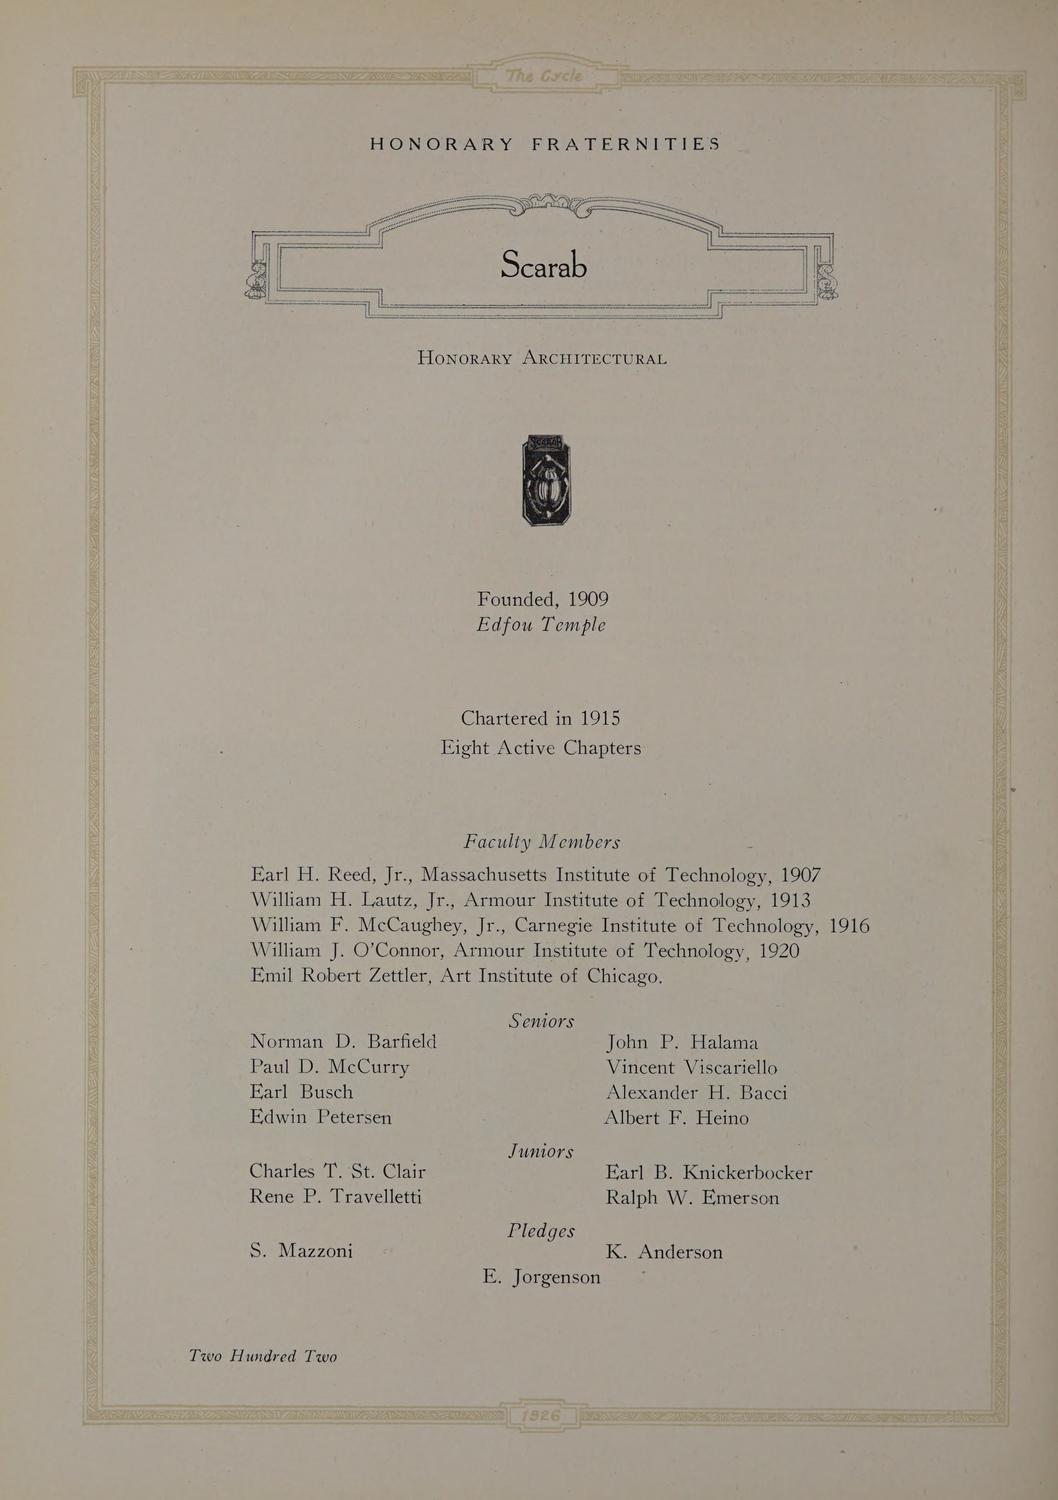 The Cycle
HONORARY FRATERNITIES
Scarab
HONORARY ARCHITECTURAL
SCARAB
Founded, 1909
Edfou Temple
Chartered in 1915
Eight Active Chapters
Faculty Members
Earl H. Reed, Jr., Massachusetts Institute of Technology, 1907
William H. Lautz, Jr., Armour Institute of Technology, 1913
William F. McCaughey, Jr., Carnegie Institute of Technology, 1916
William J. O'Connor, Armour Institute of Technology, 1920
Emil Robert Zettler, Art Institute of Chicago.
Seniors
Norman D. Barfield John P. Halama
Paul D. McCurry Vincent Viscariello
Earl Busch Alexander H. Bacci
Edwin Petersen Albert F. Heino
Juniors
Charles T. St. Clair Earl B. Knickerbocker
Rene P. Travelletti Ralph W. Emerson
Pledges
S. Mazzoni K. Anderson
E. Jorgenson
Two Hundred Two
1926